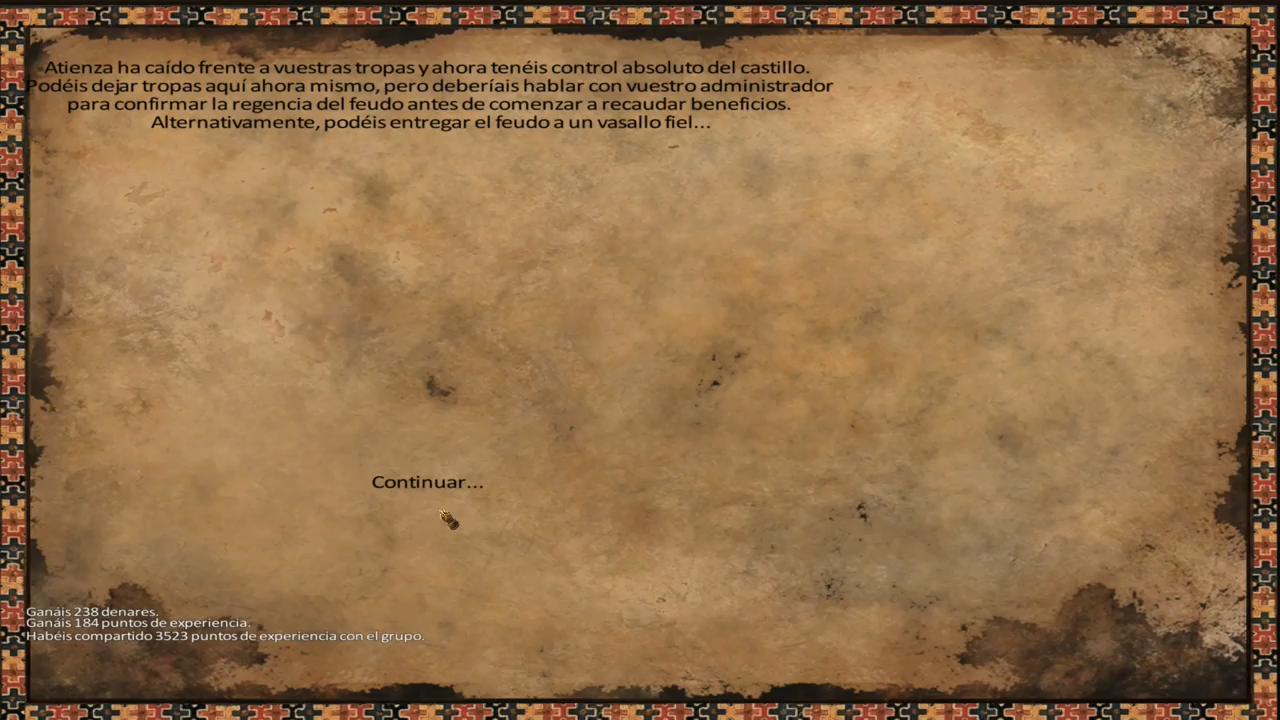 Atienza ha caído frente a vuestras tropas y ahora tenéis control absoluto del castillo.
Podéis dejar tropas aquí ahora mismo, pero deberíais hablar con vuestro administrador
para confirmar la regencia del feudo antes de comenzar a recaudar beneficios.
Alternativamente, podéis entregar el feudo a un vasallo fiel...
Continuar...
Ganáis 238 denares.
Ganáis 184 puntos de experiencia.
Habéis compartido 3523 puntos de experiencia con el grupo.